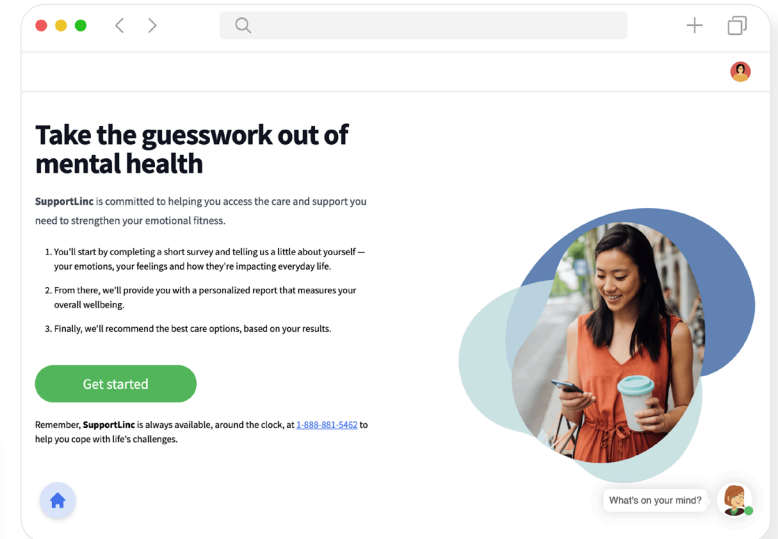 Take the guesswork out of
mental health
SupportLinc is committed to helping you access the care and support you
need to strengthen your emotional fitness.
1. You'll start by completing a short survey and telling us a little about yourself —
your emotions, your feelings and how they're impacting everyday life.
2. From there, we'll provide you with a personalized report that measures your
overall wellbeing.
3. Finally, we'll recommend the best care options, based on your results.
Get started
Remember, SupportLinc is always available, around the clock, at 1-888-881-5462 to
help you cope with life's challenges.
What's on your mind?